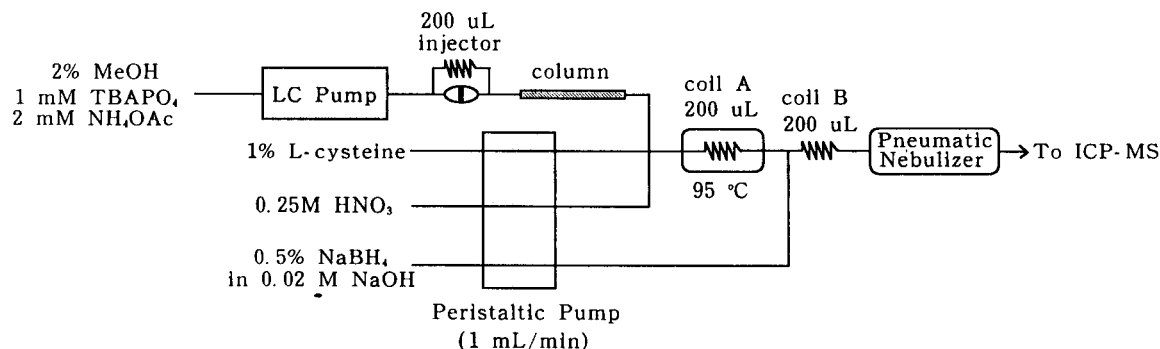 200 uL
injector
2% MeOH
1 mM TBAPO₄
2 mM NH₄OAc
LC Pump
column
coil A
200 uL
coil B
200 uL
1% L-cysteine
Pneumatic
Nebulizer
To ICP-MS
95 ℃
0.25M HNO₃
0.5% NaBH₄
in 0.02 M NaOH
Peristaltic Pump
(1 mL/min)